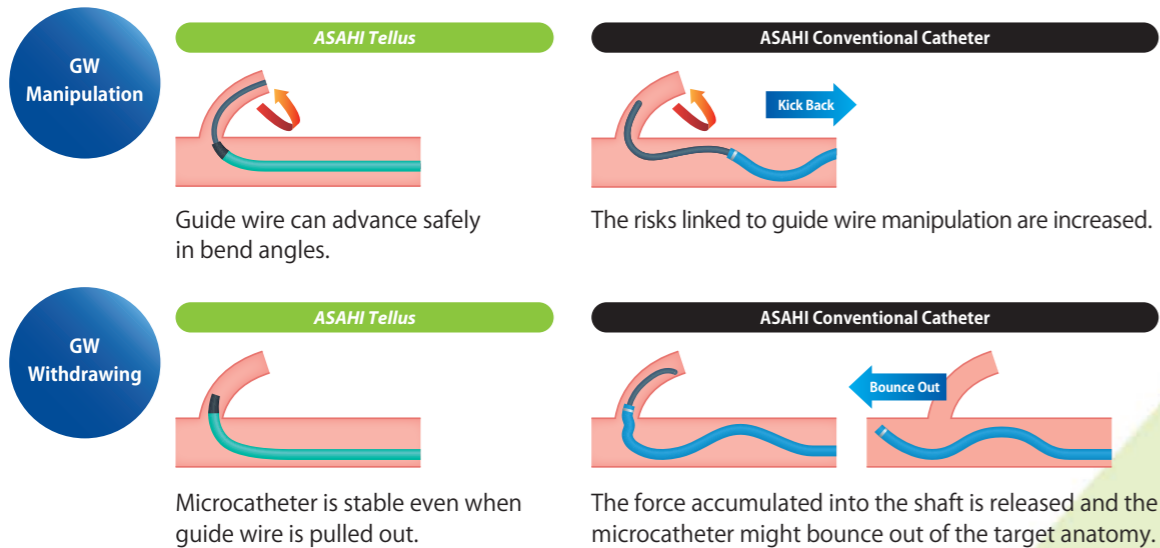 GW
Manipulation
ASAHI Tellus
Guide wire can advance safely
in bend angles.
ASAHI Conventional Catheter
Kick Back
The risks linked to guide wire manipulation are increased.
GW
Withdrawing
ASAHI Tellus
Microcatheter is stable even when
guide wire is pulled out.
ASAHI Conventional Catheter
Bounce Out
The force accumulated into the shaft is released and the
microcatheter might bounce out of the target anatomy.